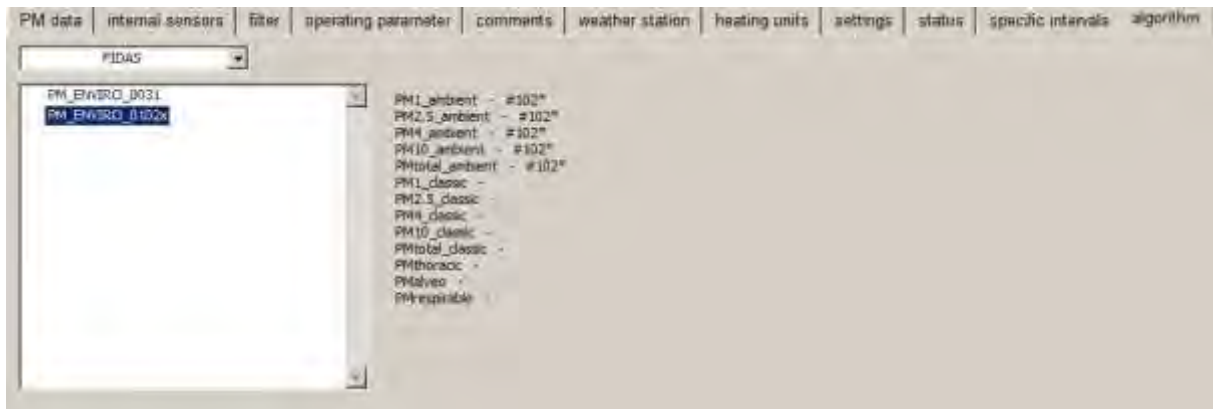 PM data internal sensors filter operating parameter comments weather station heating units settings status specific intervals algorithm
FIDAS
PM_ENVIRO_0031
PM_ENVIRO_0102x
PM1_ambient - #102*
PM2.5_ambient - #102*
PM4_ambient - #102*
PM10_ambient - #102*
PMtotal_ambient - #102*
PM1_classic -
PM2.5_classic -
PM4_classic -
PM10_classic -
PMtotal_classic -
PMthoracic -
PMalveo -
PMrespirable -